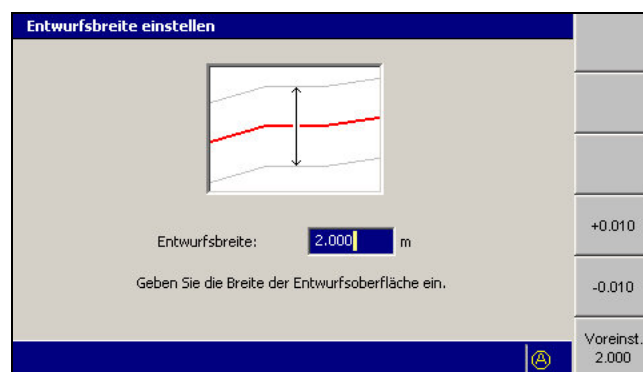 Entwurfsbreite einstellen
Entwurfsbreite: 2.000 m
Geben Sie die Breite der Entwurfsoberfläche ein.
+0.010
-0.010
Voreinst.
2.000
A